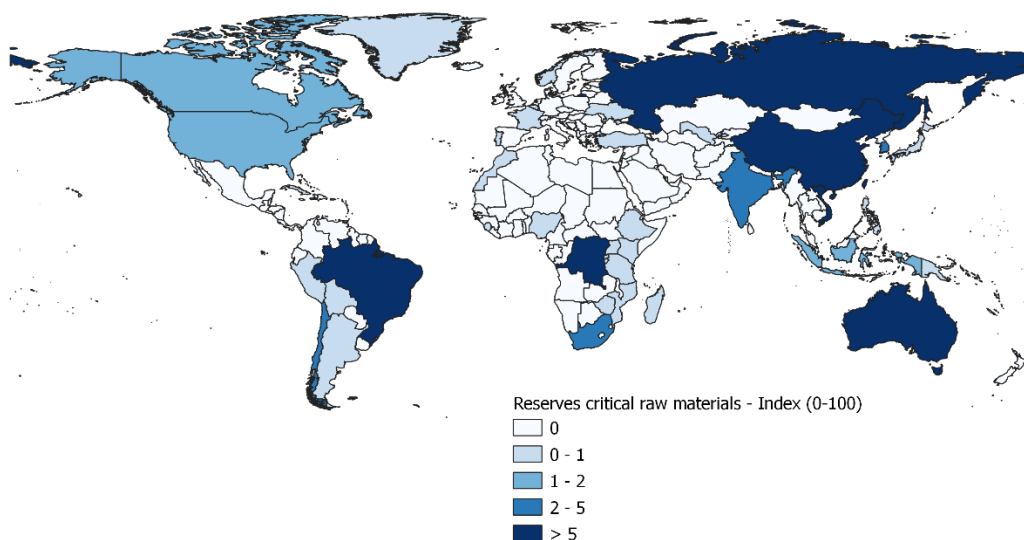 Reserves critical raw materials - Index (0-100)
0
0 - 1
1 - 2
2 - 5
> 5